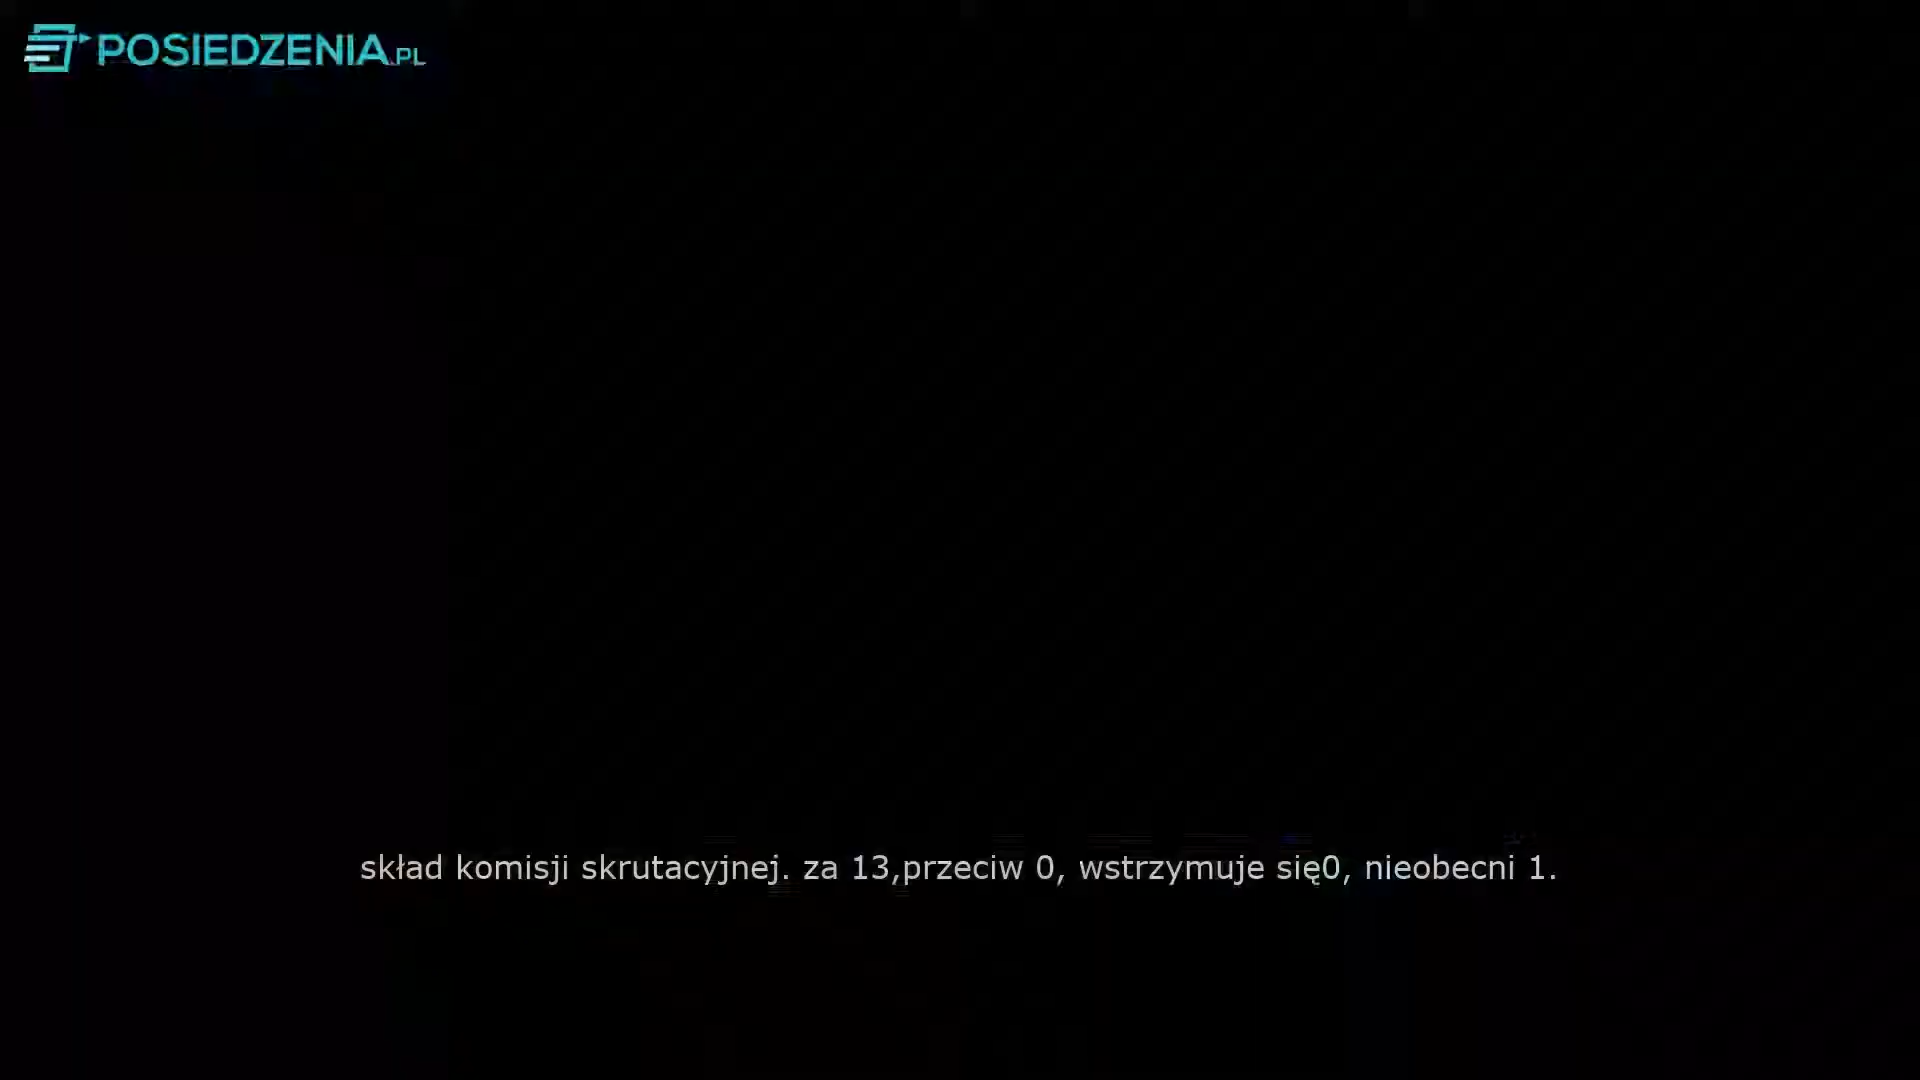 POSIEDZENIA.PL
skład komisji skrutacyjnej. za 13,przeciw 0, wstrzymuje się0, nieobecni 1.